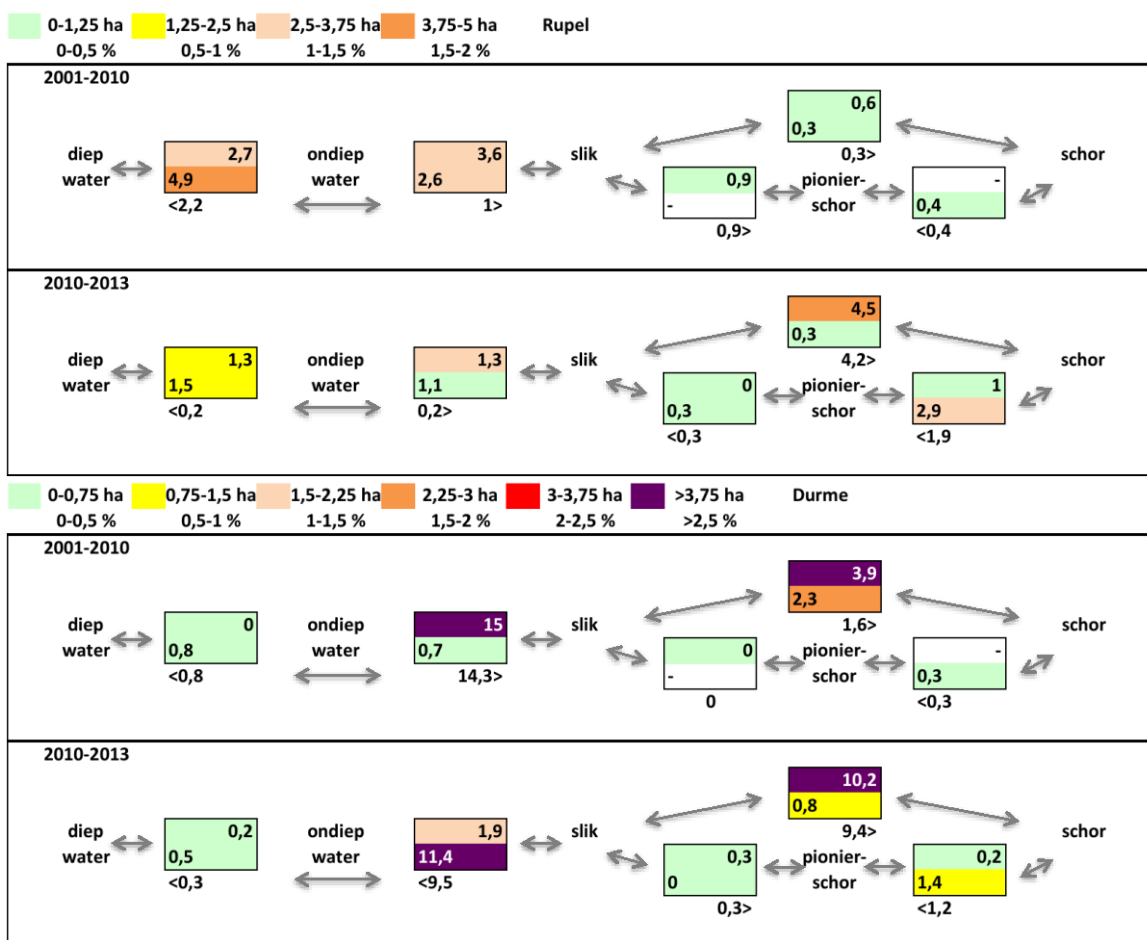 0-1,25 ha 1,25-2,5 ha 2,5-3,75 ha 3,75-5 ha Rupel
0-0,5 % 0,5-1 % 1-1,5 % 1,5-2 %
2001-2010
0,6
0,3
diep 2,7 ondiep 3,6 slik 0,3> schor
water 4,9 water 2,6 0,9 pionier- -
<2,2 1> - schor 0,4
0,9> <0,4
2010-2013
4,5
0,3
diep 1,3 ondiep 1,3 slik 4,2> schor
water 1,5 water 1,1 0 pionier- 1
<0,2 0,2> 0,3 schor 2,9
<0,3 <1,9
0-0,75 ha 0,75-1,5 ha 1,5-2,25 ha 2,25-3 ha 3-3,75 ha >3,75 ha Durme
0-0,5 % 0,5-1 % 1-1,5 % 1,5-2 % 2-2,5 % >2,5 %
2001-2010
3,9
2,3
diep 0 ondiep 15 slik 1,6> schor
water 0,8 water 0,7 0 pionier- -
<0,8 14,3> - schor 0,3
0 <0,3
2010-2013
10,2
0,8
diep 0,2 ondiep 1,9 slik 9,4> schor
water 0,5 water 11,4 0,3 pionier- 0,2
<0,3 <9,5 0 schor 1,4
0,3> <1,2